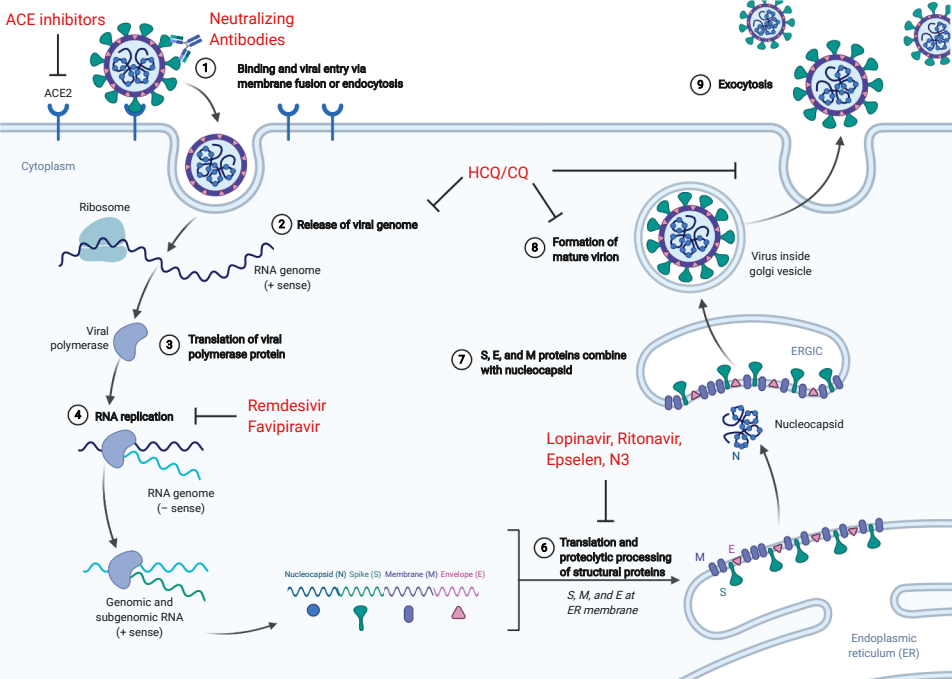 ACE inhibitors
Neutralizing
Antibodies
ACE2
1
Binding and viral entry via
membrane fusion or endocytosis
9
Exocytosis
Cytoplasm
HCQ/CQ
Ribosome
2
Release of viral genome
RNA genome
(+ sense)
8
Formation of
mature virion
Virus inside
golgi vesicle
Viral
polymerase
3
Translation of viral
polymerase protein
7
S, E, and M proteins combine
with nucleocapsid
ERGIC
4
RNA replication
Remdesivir
Favipiravir
Nucleocapsid
N
Lopinavir, Ritonavir,
Epselen, N3
RNA genome
(− sense)
6
Translation and
proteolytic processing
of structural proteins
S, M, and E at
ER membrane
M
E
S
Nucleocapsid (N) Spike (S) Membrane (M) Envelope (E)
Genomic and
subgenomic RNA
(+ sense)
Endoplasmic
reticulum (ER)